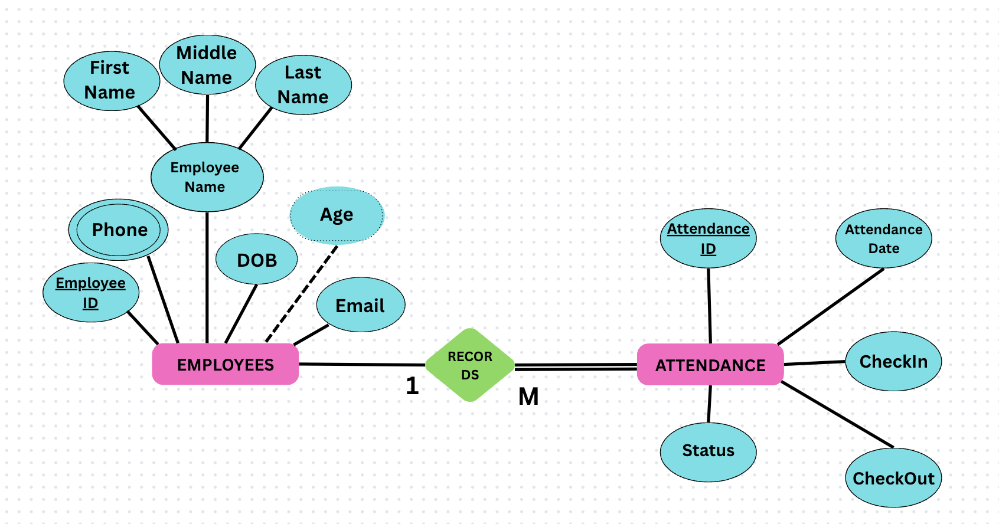 First
Name
Middle
Name
Last
Name
Employee
Name
Phone
Age
DOB
Employee
ID
Email
EMPLOYEES
1
RECOR
DS
M
ATTENDANCE
Attendance
ID
Attendance
Date
CheckIn
Status
CheckOut